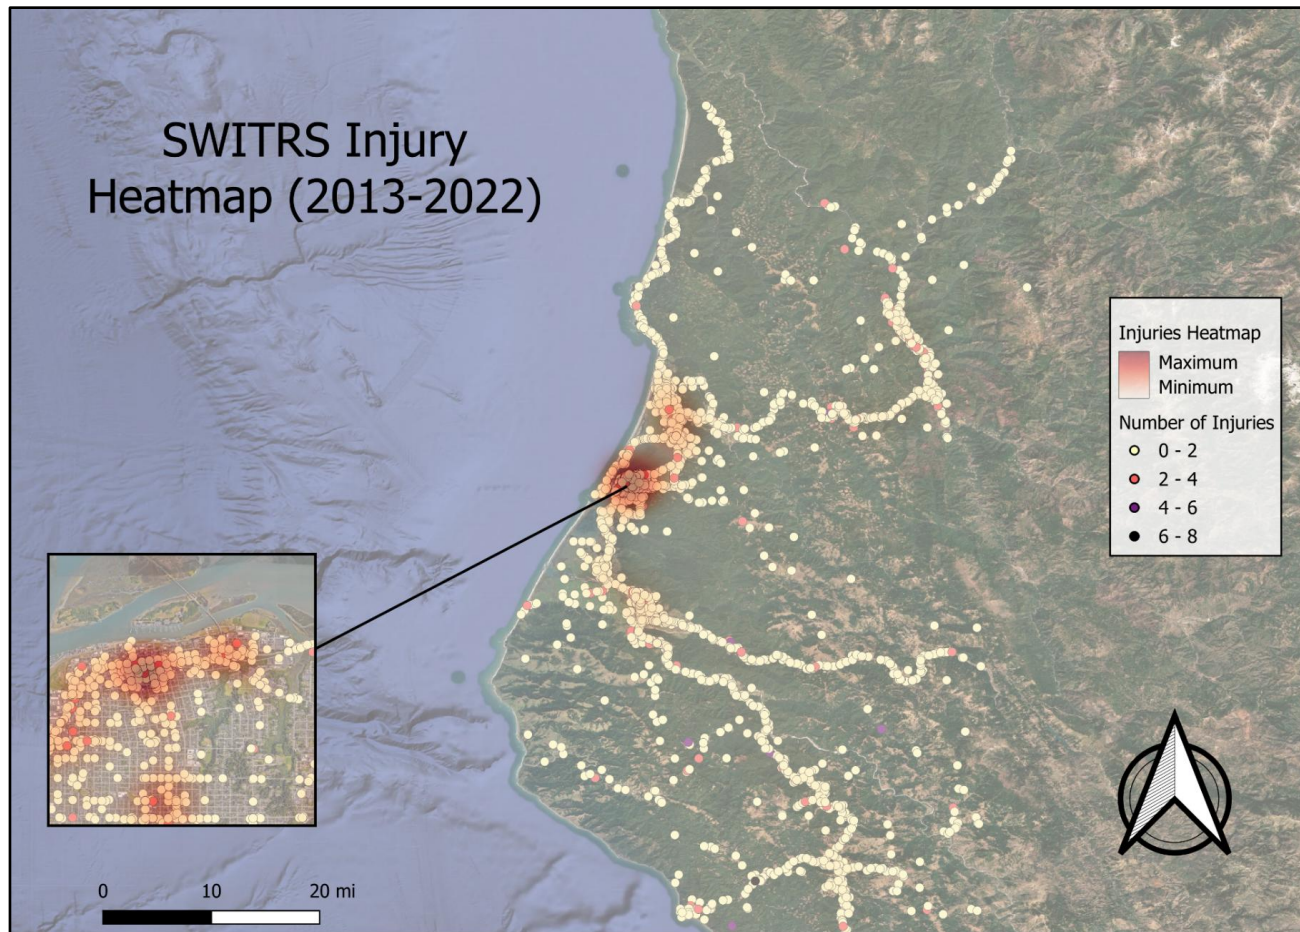 SWITRS Injury
Heatmap (2013-2022)
Injuries Heatmap
Maximum
Minimum
Number of Injuries
0 - 2
2 - 4
4 - 6
6 - 8
0 10 20 mi